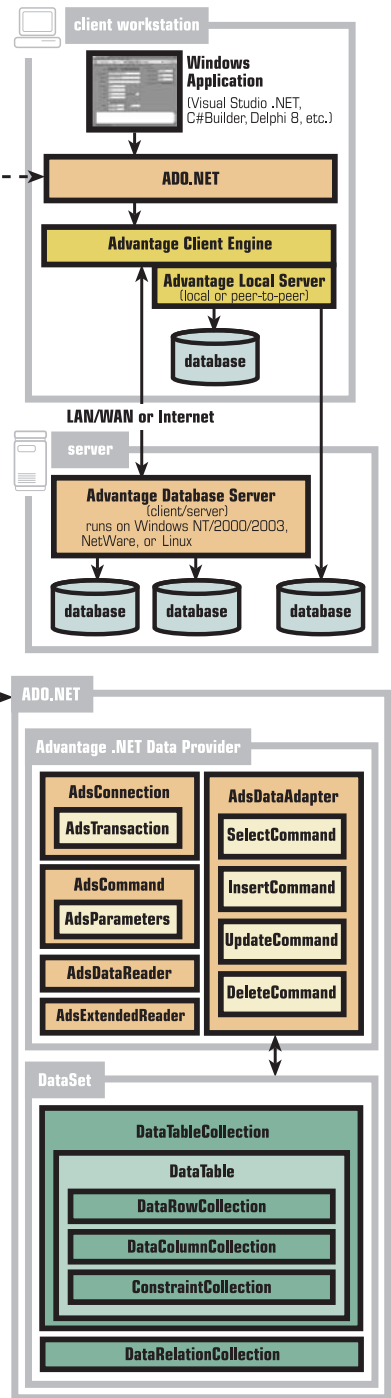 client workstation
Windows
Application
(Visual Studio .NET,
C#Builder, Delphi 8, etc.)
ADO.NET
Advantage Client Engine
Advantage Local Server
(local or peer-to-peer)
database
LAN/WAN or Internet
server
Advantage Database Server
(client/server)
runs on Windows NT/2000/2003,
NetWare, or Linux
database
database
database
ADO.NET
Advantage .NET Data Provider
AdsConnection
AdsTransaction
AdsCommand
AdsParameters
AdsDataReader
AdsExtendedReader
AdsDataAdapter
SelectCommand
InsertCommand
UpdateCommand
DeleteCommand
DataSet
DataTableCollection
DataTable
DataRowCollection
DataColumnCollection
ConstraintCollection
DataRelationCollection